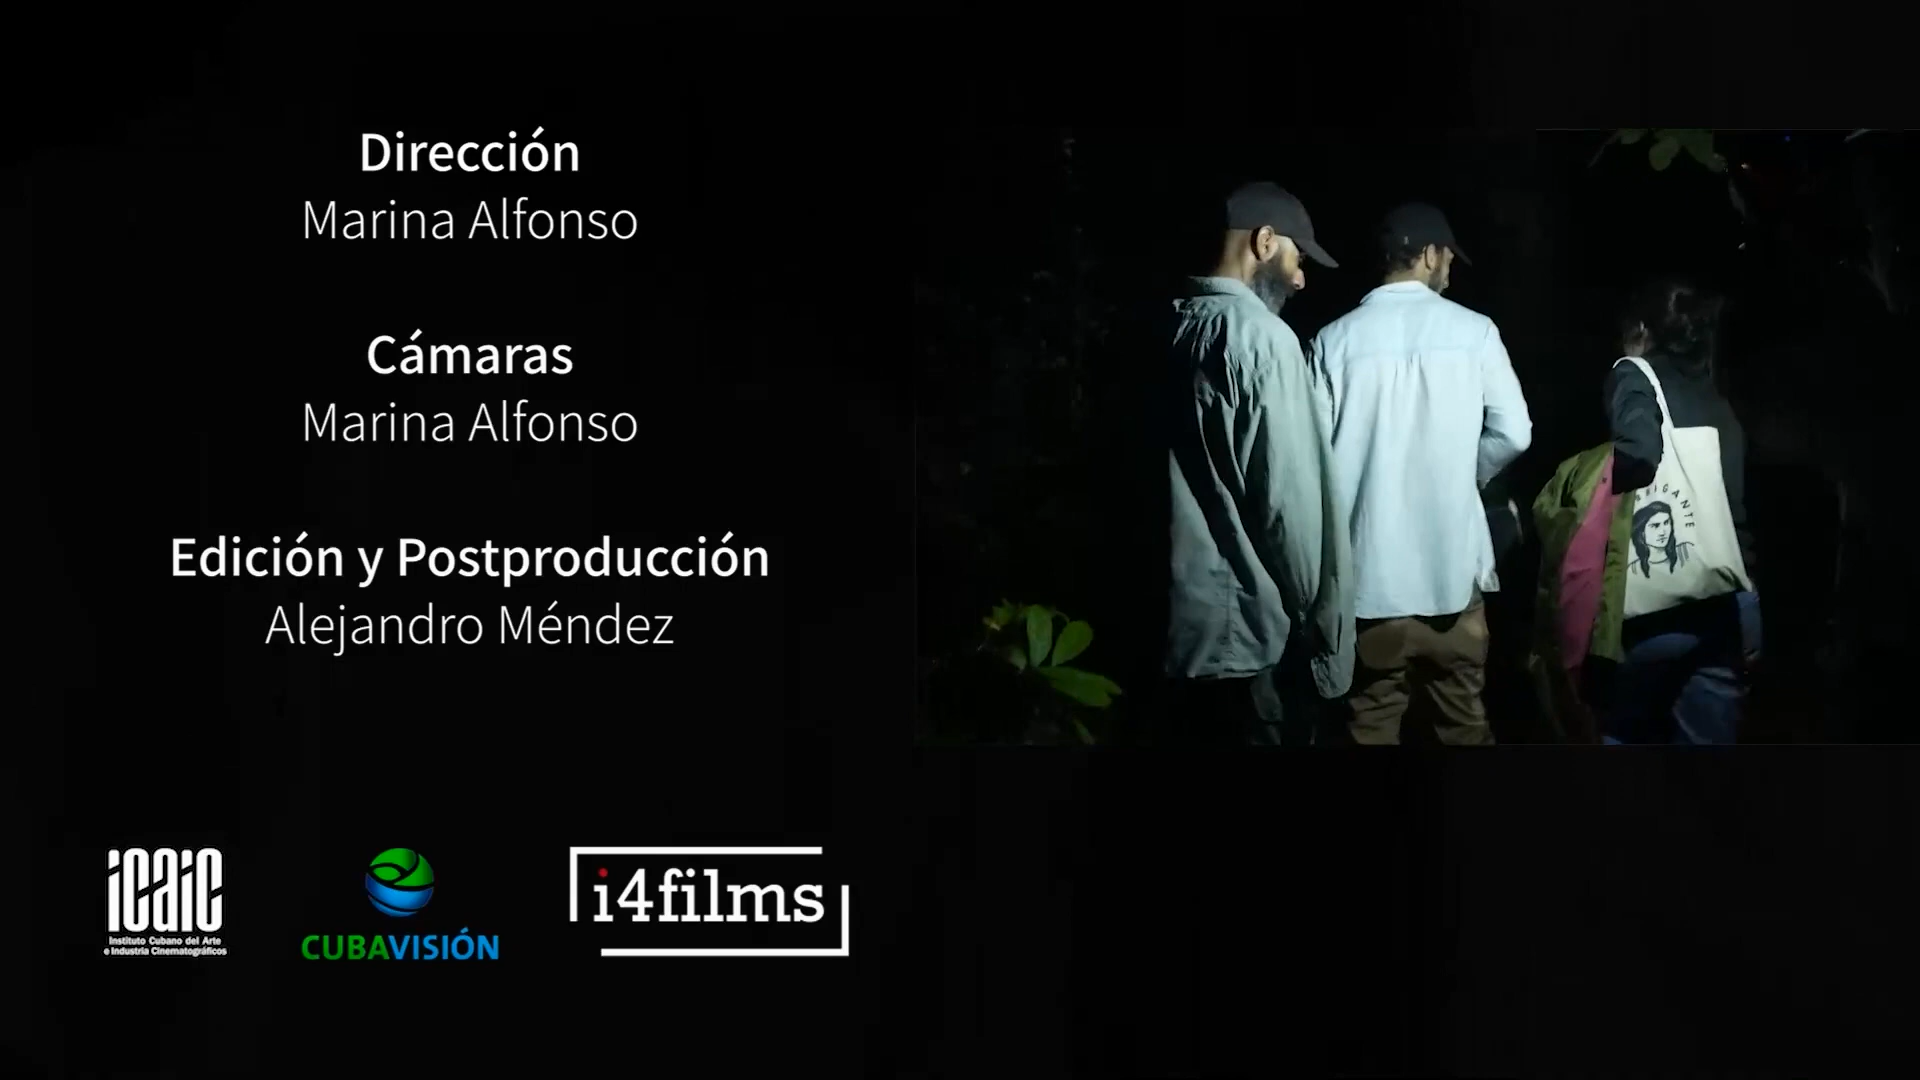 Dirección
Marina Alfonso
Cámaras
Marina Alfonso
Edición y Postproducción
Alejandro Méndez
icaic
Instituto Cubano del Arte
e Industria Cinematográficos
CUBAVISIÓN
i4films